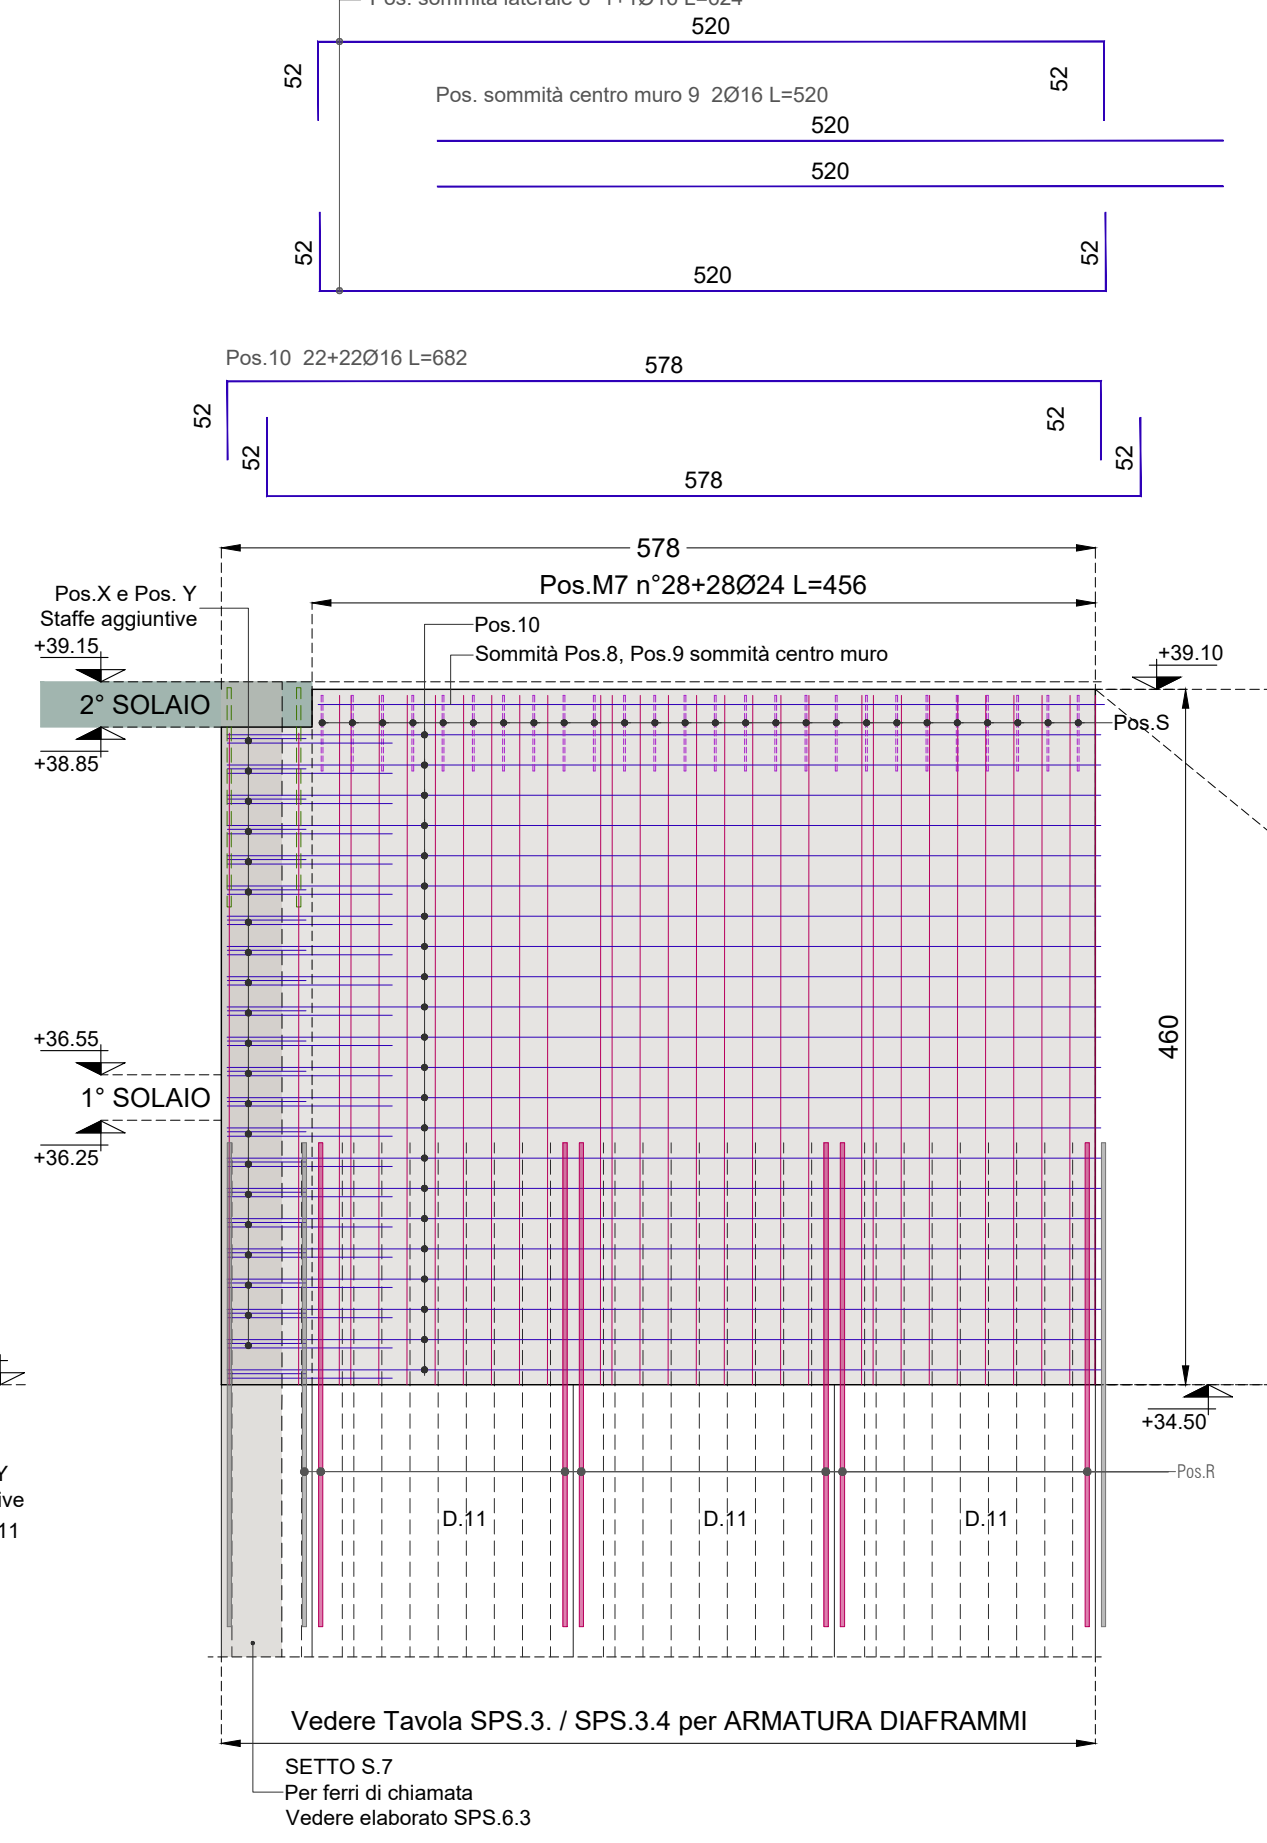 520
52
52
Pos. sommità centro muro 9 2Ø16 L=520
520
520
52
52
520
Pos.10 22+22Ø16 L=682
578
52
52
52
52
578
578
Pos.M7 n°28+28Ø24 L=456
Pos.X e Pos. Y
Staffe aggiuntive
Pos.10
Sommità Pos.8, Pos.9 sommità centro muro
+39.15
+39.10
2° SOLAIO
Pos.S
+38.85
460
+36.55
1° SOLAIO
+36.25
+34.50
Pos.R
Y
ive
11
D.11
D.11
D.11
Vedere Tavola SPS.3. / SPS.3.4 per ARMATURA DIAFRAMMI
SETTO S.7
Per ferri di chiamata
Vedere elaborato SPS.6.3